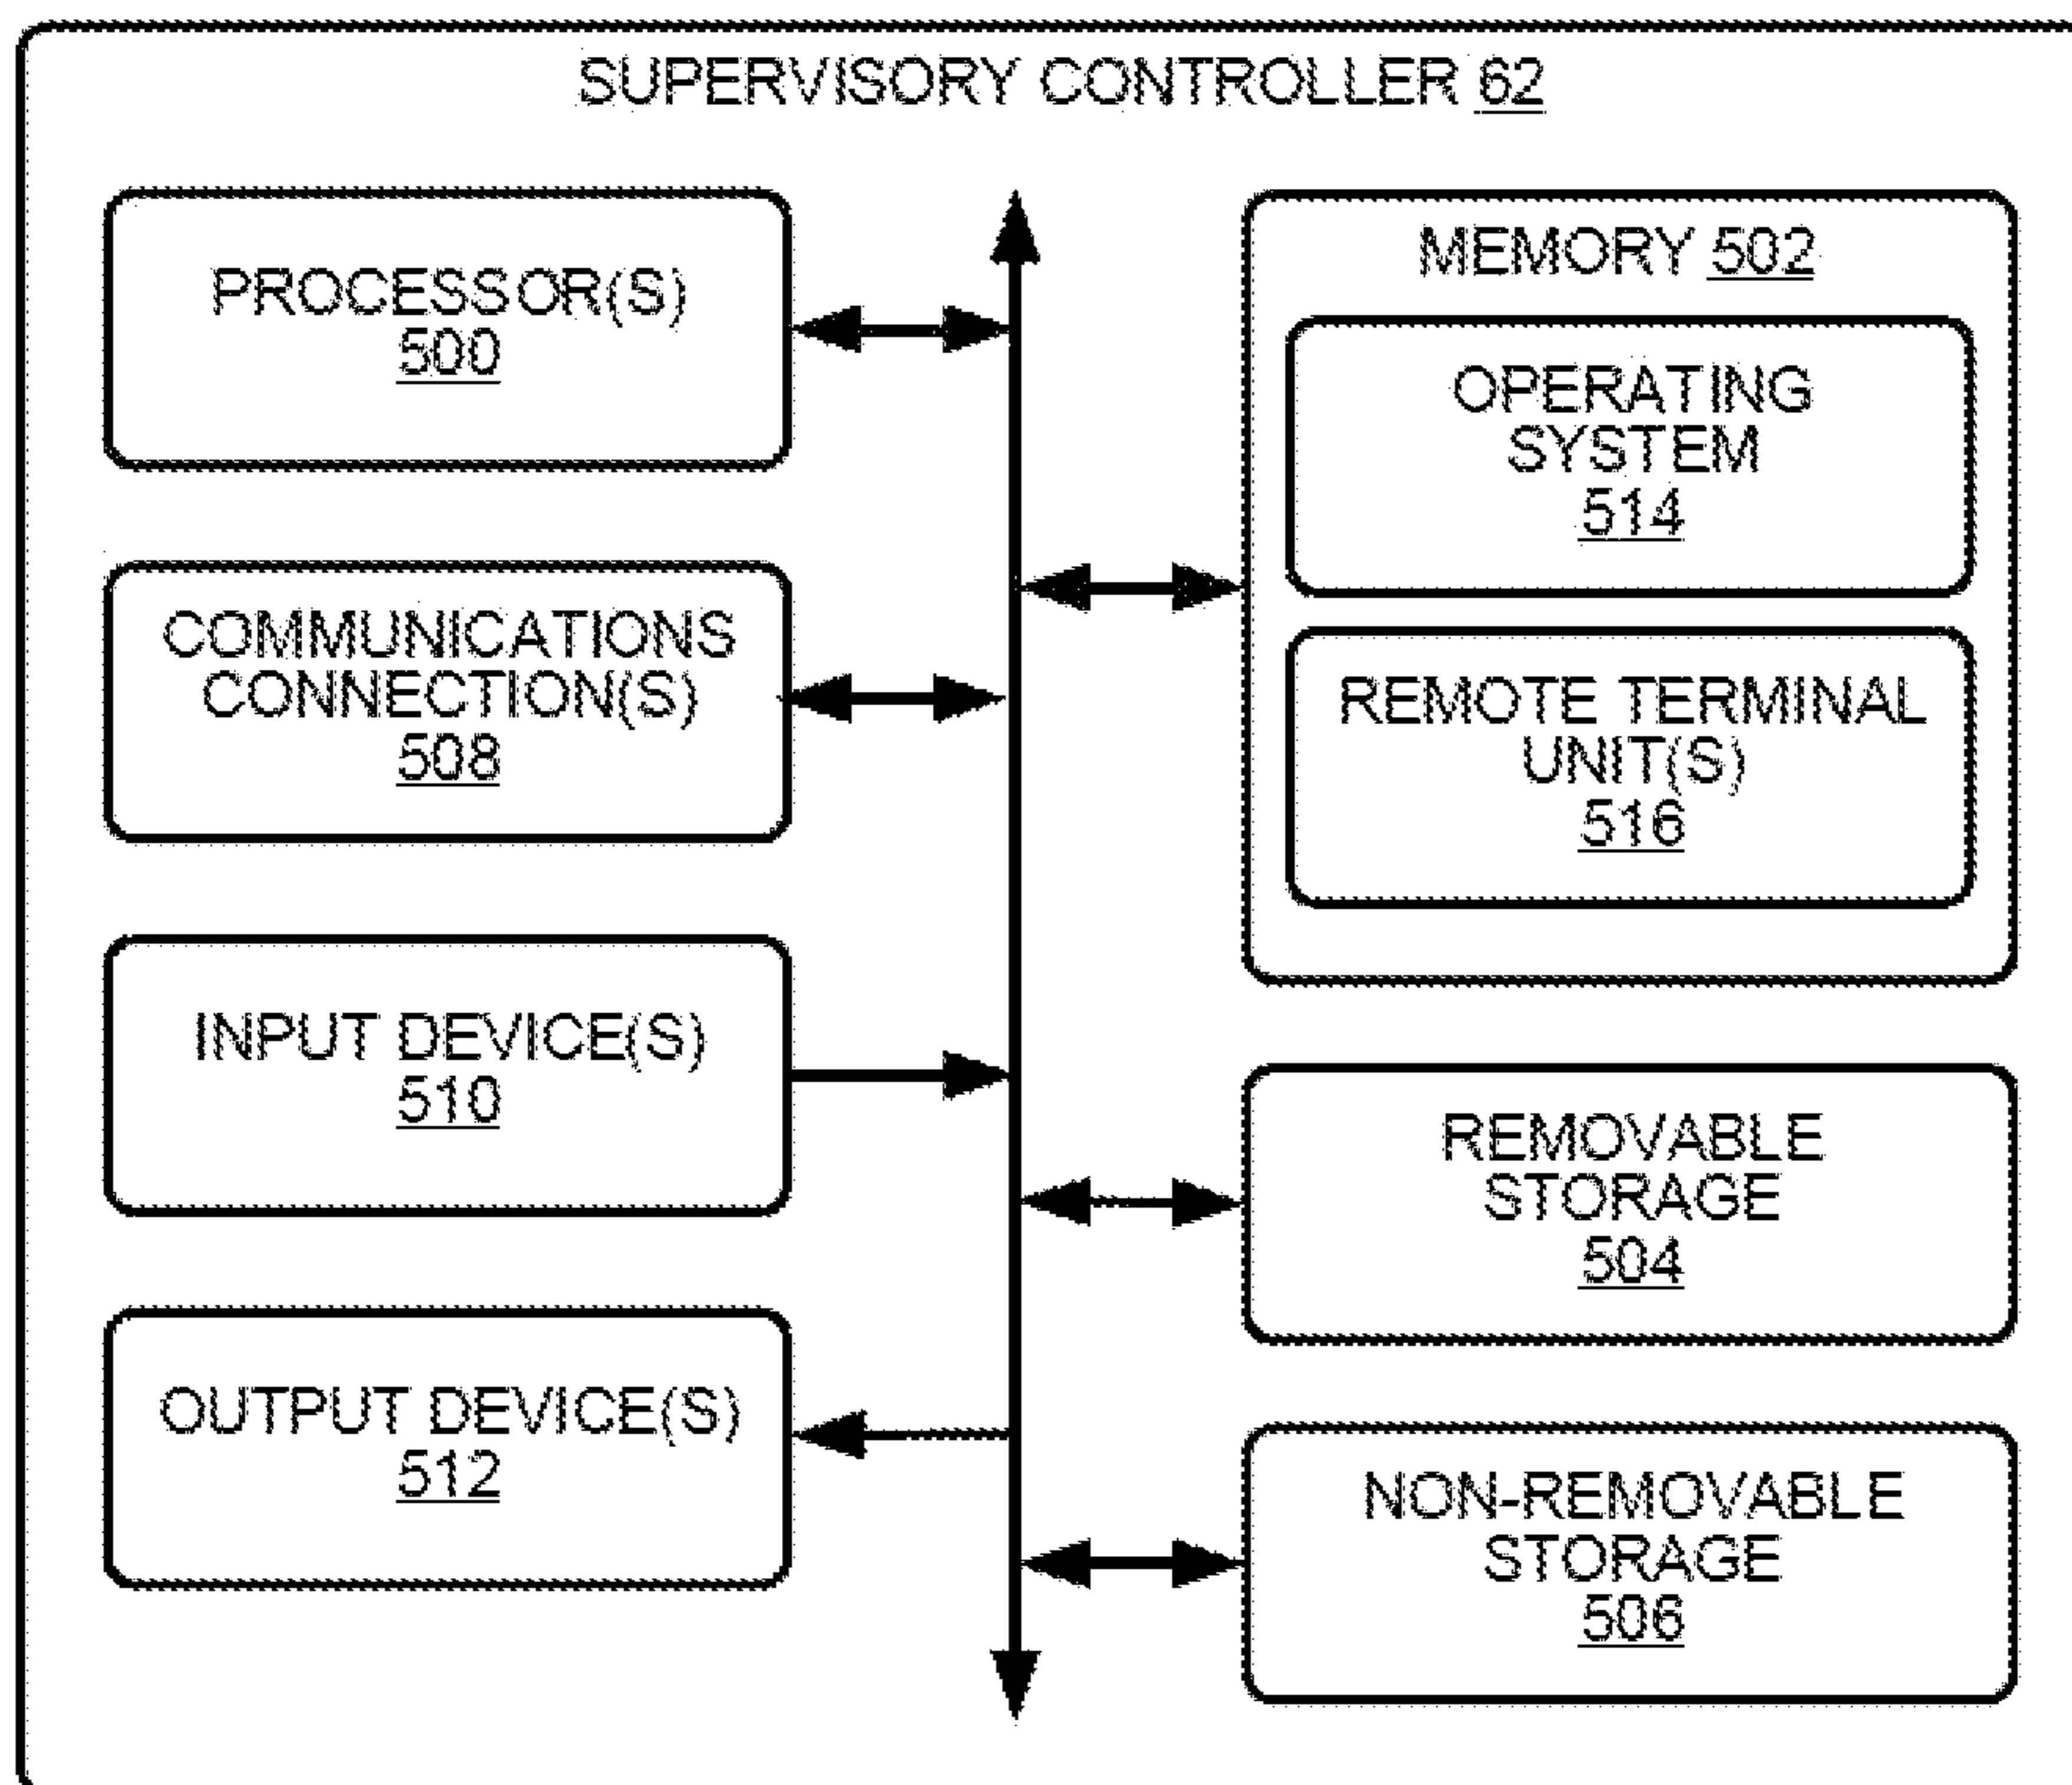 SUPERVISORY CONTROLLER 62
PROCESSOR(S)
500
COMMUNICATIONS
CONNECTION(S)
508
INPUT DEVICE(S)
510
OUTPUT DEVICE(S)
512
MEMORY 502
OPERATING
SYSTEM
514
REMOTE TERMINAL
UNIT(S)
516
REMOVABLE
STORAGE
504
NON-REMOVABLE
STORAGE
506